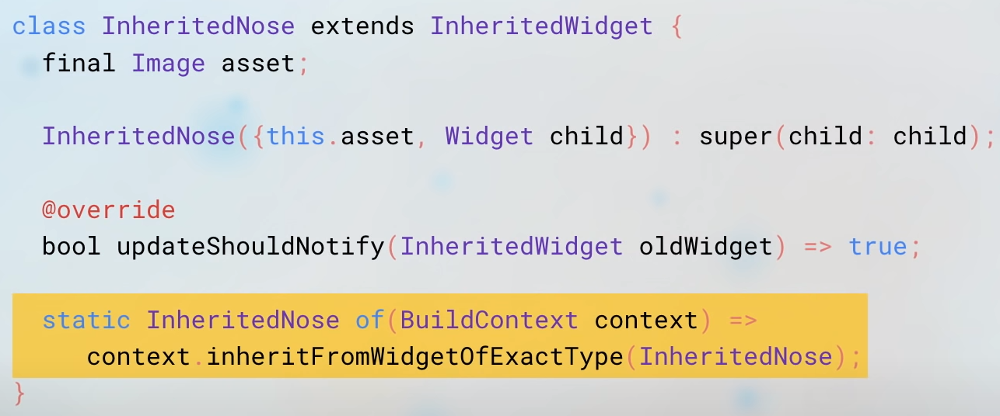 class InheritedNose extends InheritedWidget {
final Image asset;
InheritedNose({this.asset, Widget child}) : super(child: child);
@override
bool updateShouldNotify(InheritedWidget oldWidget) => true;
static InheritedNose of(BuildContext context) =>
context.inheritFromWidgetOfExactType(InheritedNose);
}